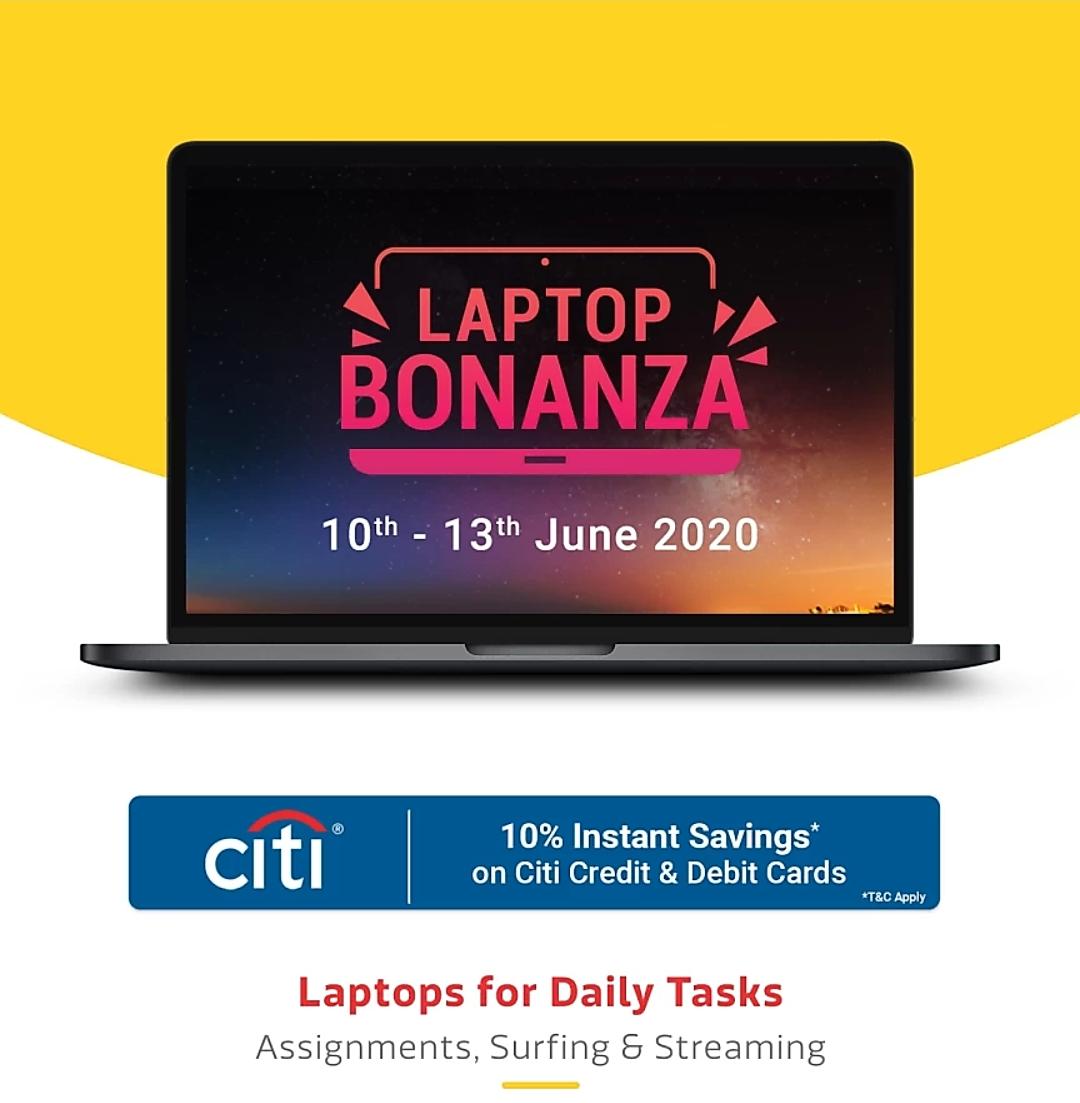 LAPTOP
BONANZA
10th - 13th June 2020
citi®
10% Instant Savings*
on Citi Credit & Debit Cards
*T&C Apply
Laptops for Daily Tasks
Assignments, Surfing & Streaming